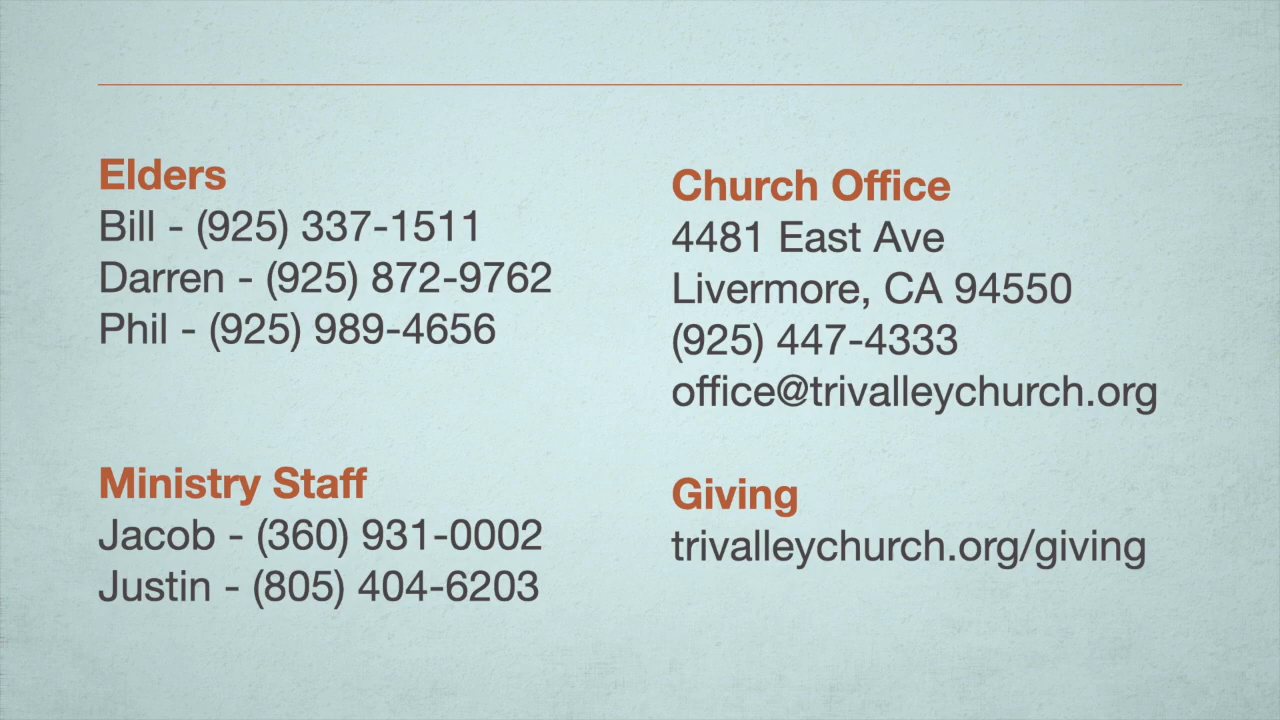 Elders
Bill - (925) 337-1511
Darren - (925) 872-9762
Phil - (925) 989-4656
Ministry Staff
Jacob - (360) 931-0002
Justin - (805) 404-6203
Church Office
4481 East Ave
Livermore, CA 94550
(925) 447-4333
office@trivalleychurch.org
Giving
trivalleychurch.org/giving